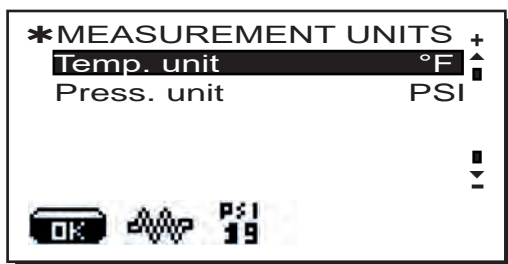 *MEASUREMENT UNITS +
Temp. unit °F
Press. unit PSI
-
OK PSI
19